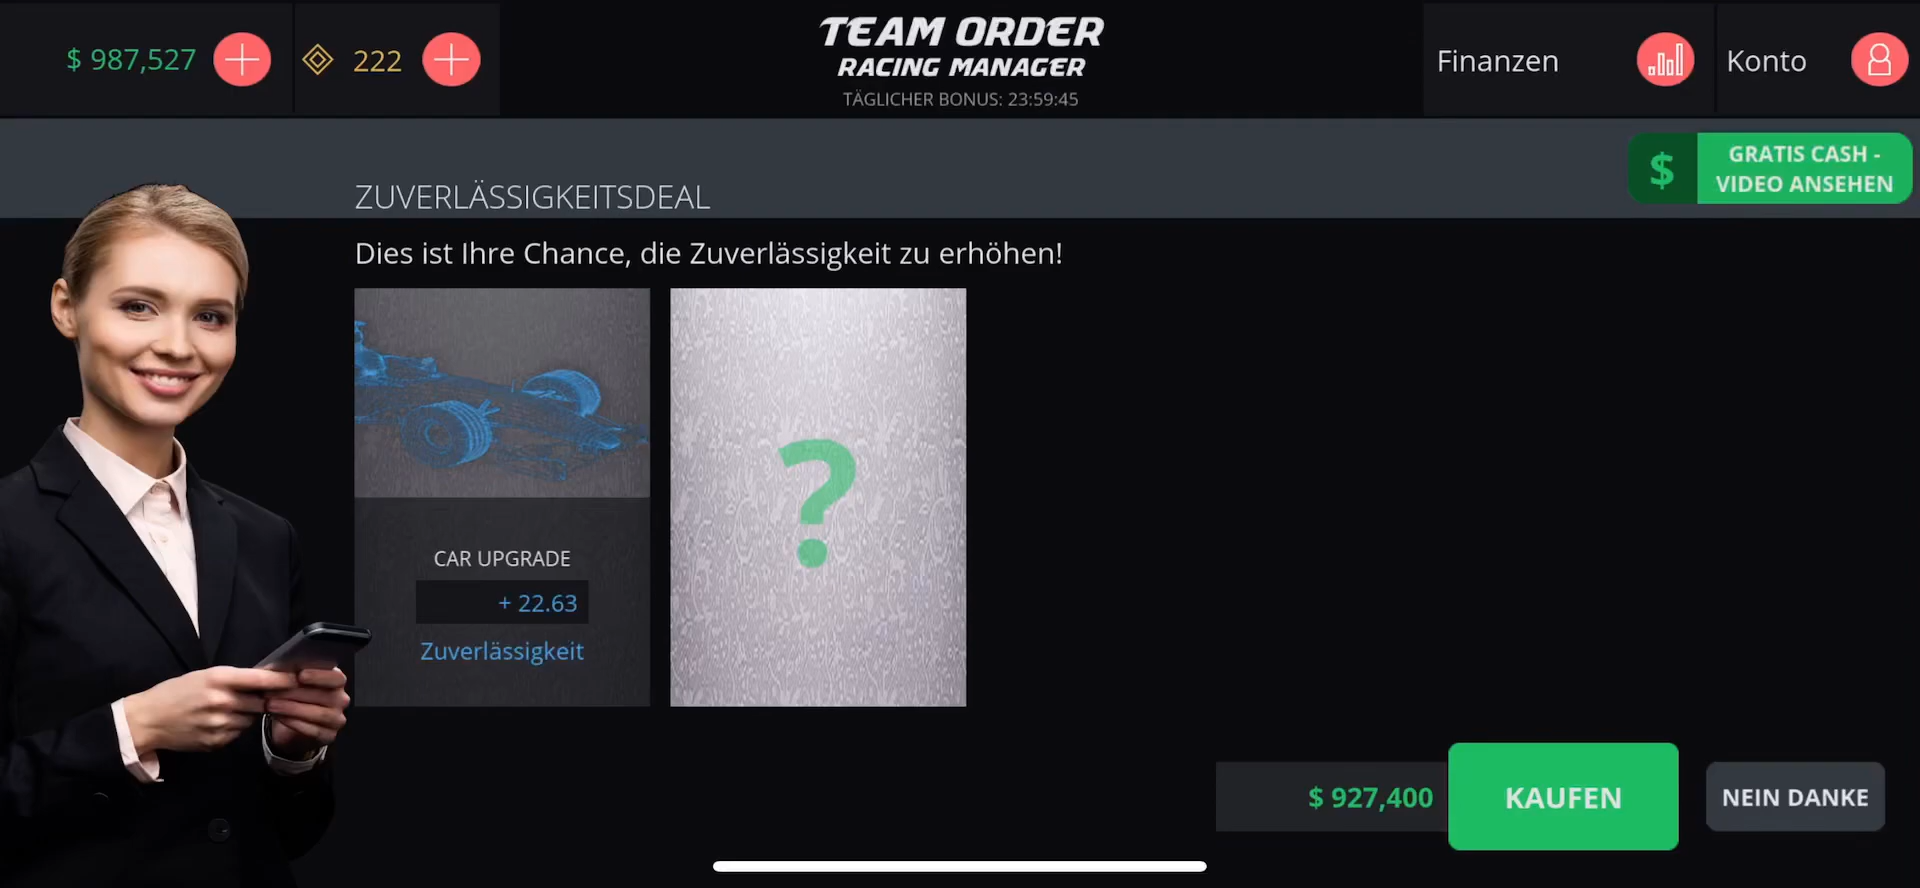 $ 987,527
222
TEAM ORDER
RACING MANAGER
TÄGLICHER BONUS: 23:59:45
Finanzen
Konto
$
GRATIS CASH -
VIDEO ANSEHEN
ZUVERLÄSSIGKEITSDEAL
Dies ist Ihre Chance, die Zuverlässigkeit zu erhöhen!
?
CAR UPGRADE
+ 22.63
Zuverlässigkeit
$ 927,400
KAUFEN
NEIN DANKE